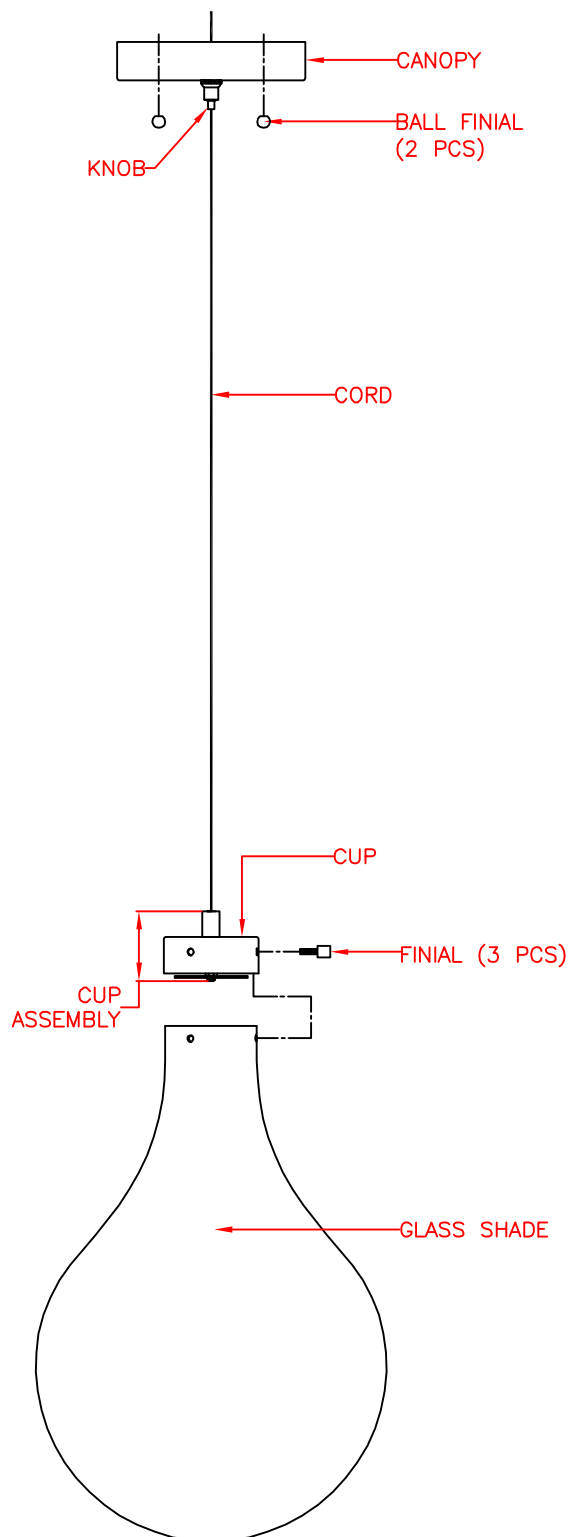 CANOPY
BALL FINIAL
(2 PCS)
KNOB
CORD
CUP
FINIAL (3 PCS)
CUP
ASSEMBLY
GLASS SHADE